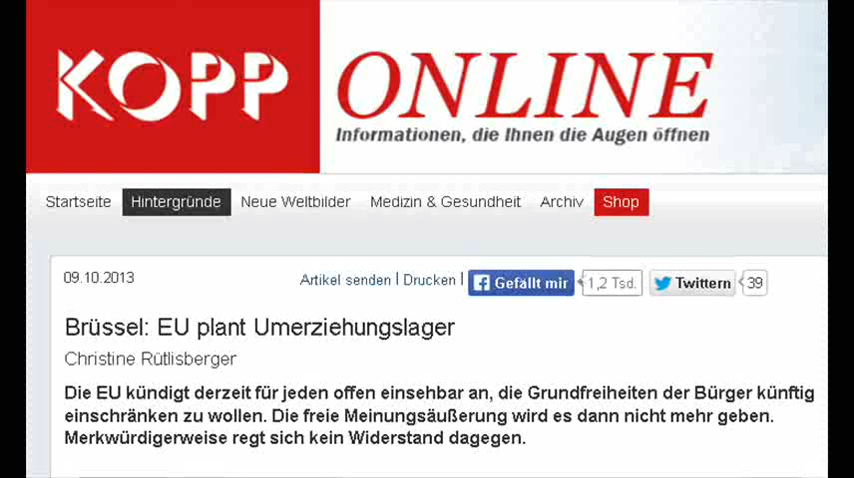 KOPP ONLINE
Informationen, die Ihnen die Augen öffnen
Startseite Hintergründe Neue Weltbilder Medizin & Gesundheit Archiv Shop
09.10.2013 Artikel senden | Drucken | Gefällt mir 1,2 Tsd. Twittern 39
Brüssel: EU plant Umerziehungslager
Christine Rütlisberger
Die EU kündigt derzeit für jeden offen einsehbar an, die Grundfreiheiten der Bürger künftig
einschränken zu wollen. Die freie Meinungsäußerung wird es dann nicht mehr geben.
Merkwürdigerweise regt sich kein Widerstand dagegen.